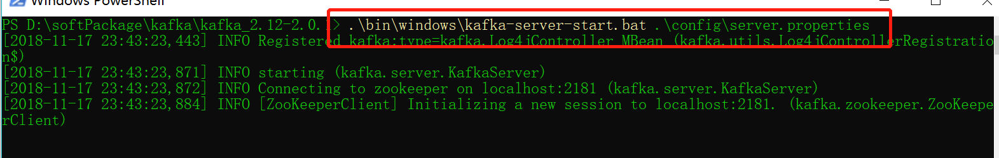 Windows PowerShell
PS D:\softPackage\kafka\kafka_2.12-2.0.1> .\bin\windows\kafka-server-start.bat .\config\server.properties
[2018-11-17 23:43:23,443] INFO Registered kafka:type=kafka.Log4jController MBean (kafka.utils.Log4jControllerRegistratio
n$)
[2018-11-17 23:43:23,871] INFO starting (kafka.server.KafkaServer)
[2018-11-17 23:43:23,872] INFO Connecting to zookeeper on localhost:2181 (kafka.server.KafkaServer)
[2018-11-17 23:43:23,884] INFO [ZooKeeperClient] Initializing a new session to localhost:2181. (kafka.zookeeper.ZooKeepe
rClient)